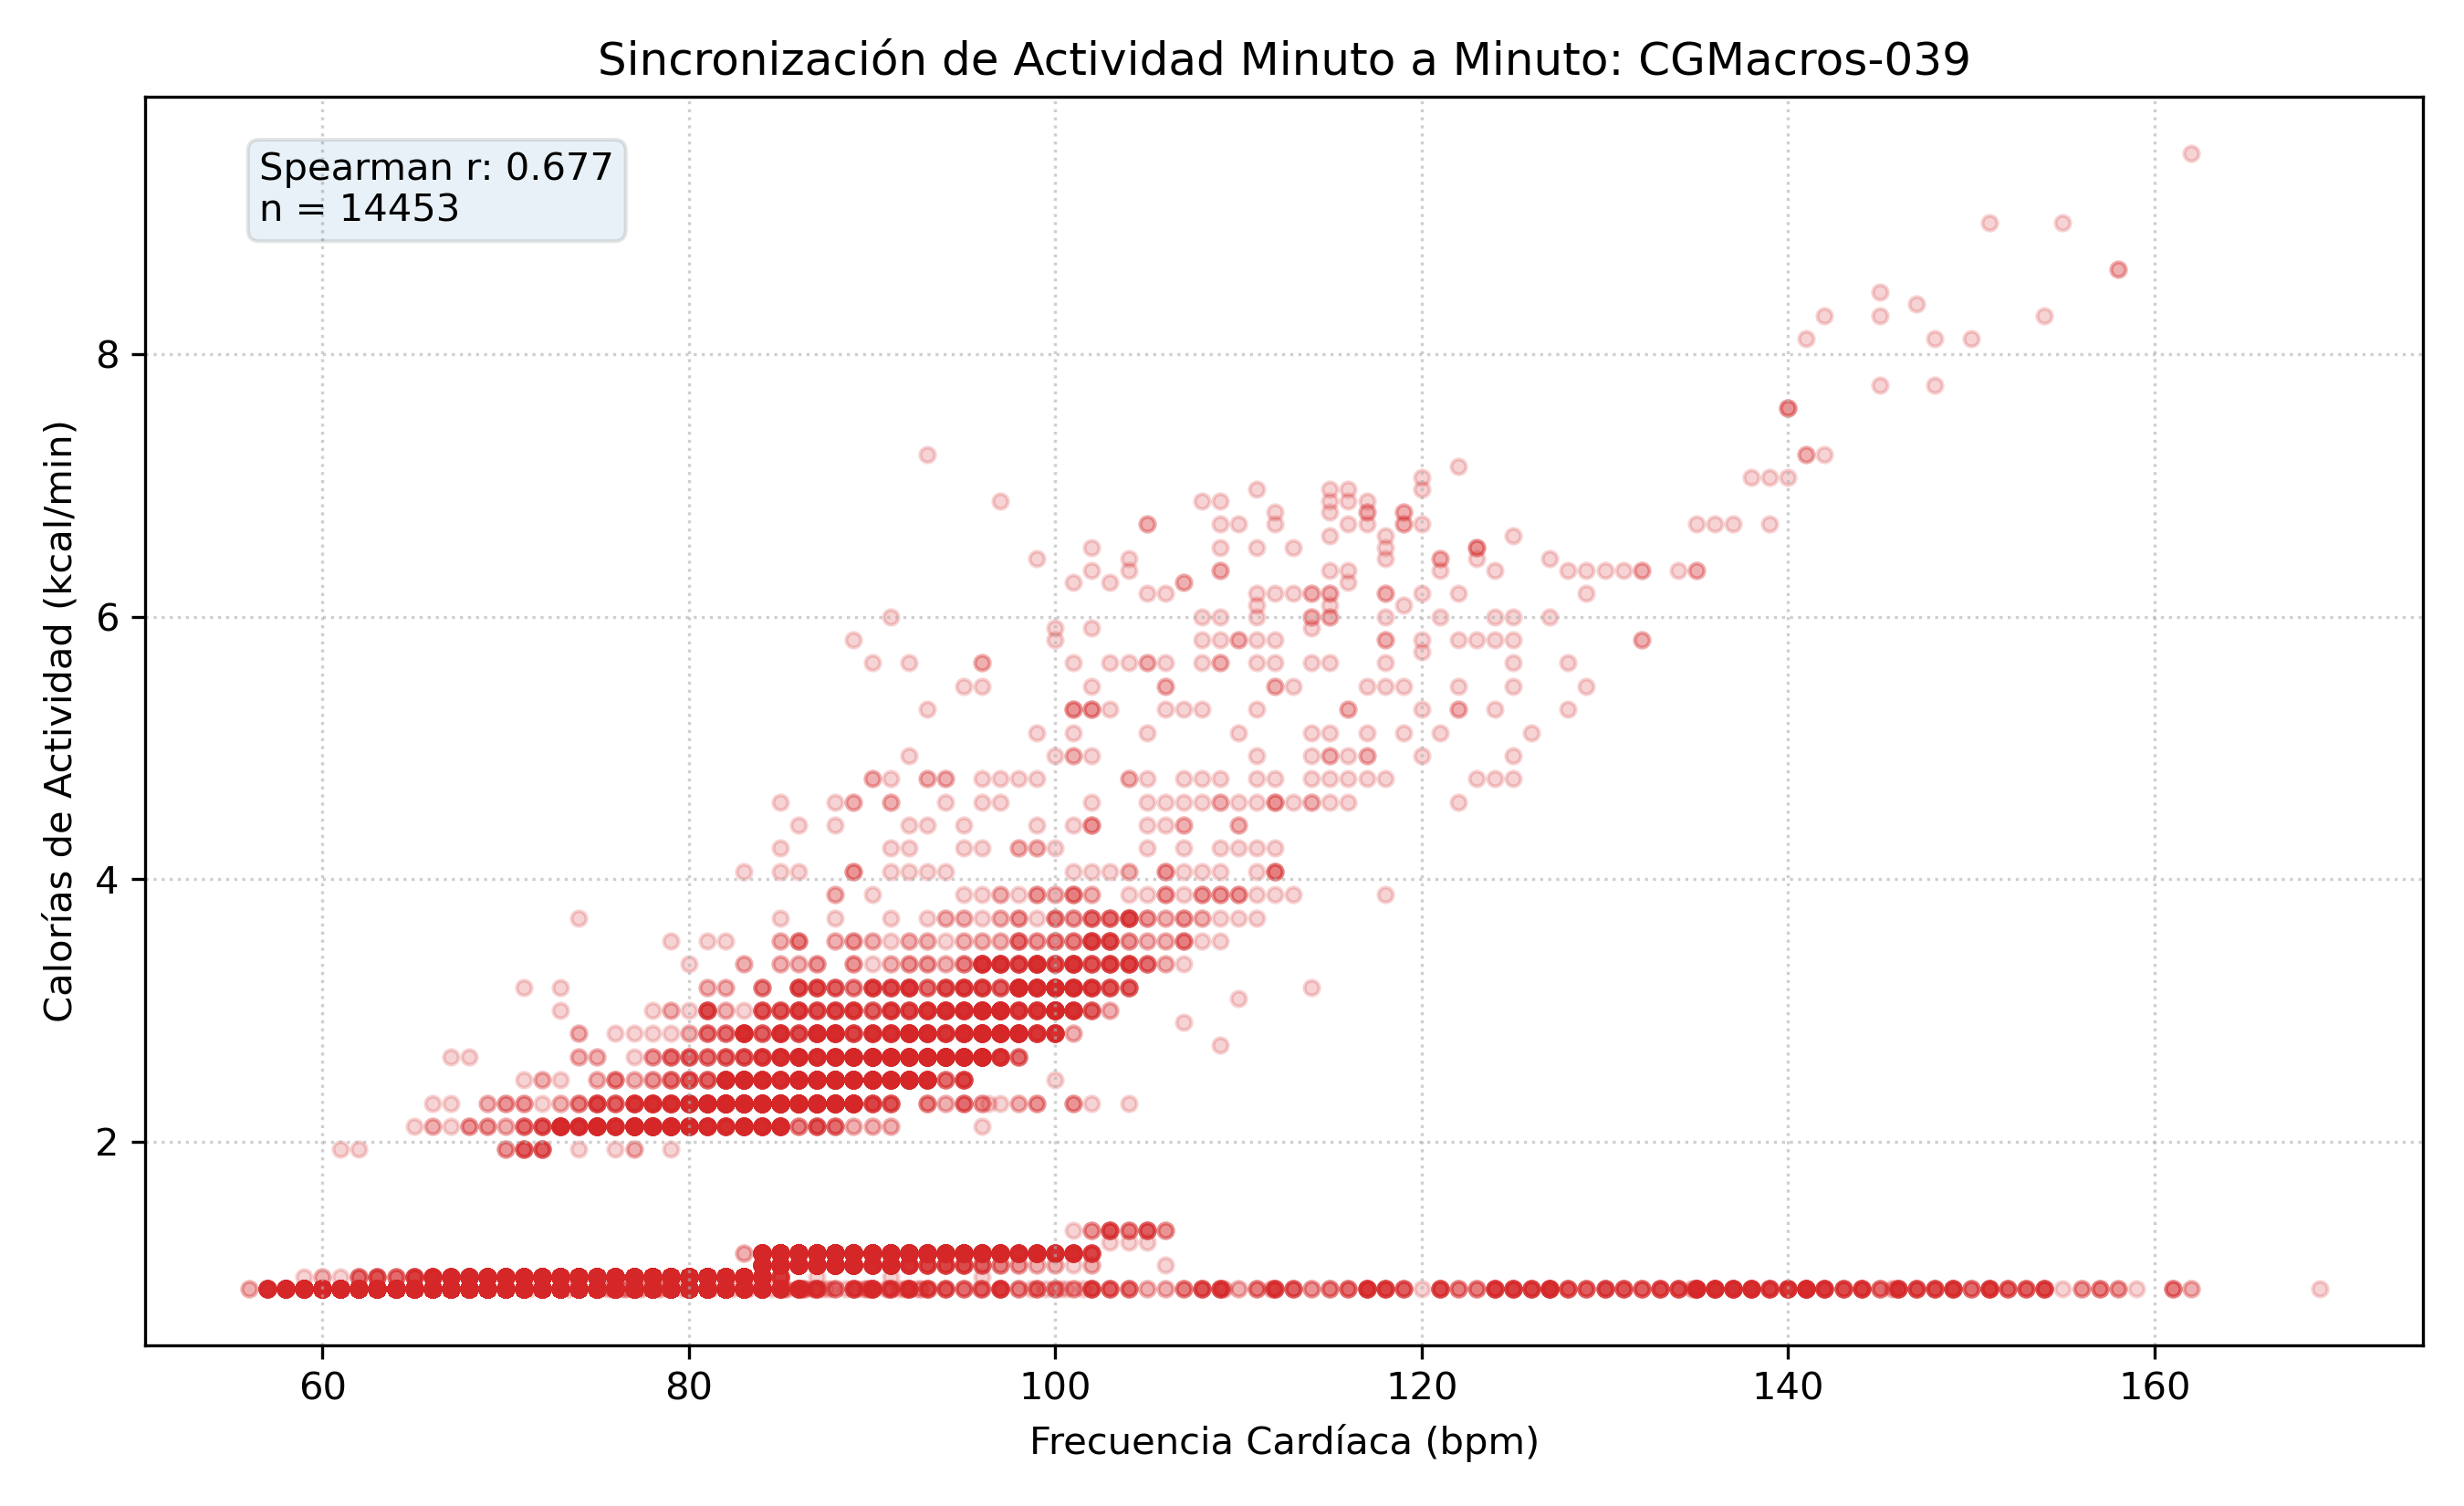 Sincronización de Actividad Minuto a Minuto: CGMacros-039
Spearman r: 0.677
n = 14453
Calorías de Actividad (kcal/min)
8
6
4
2
60 80 100 120 140 160
Frecuencia Cardíaca (bpm)